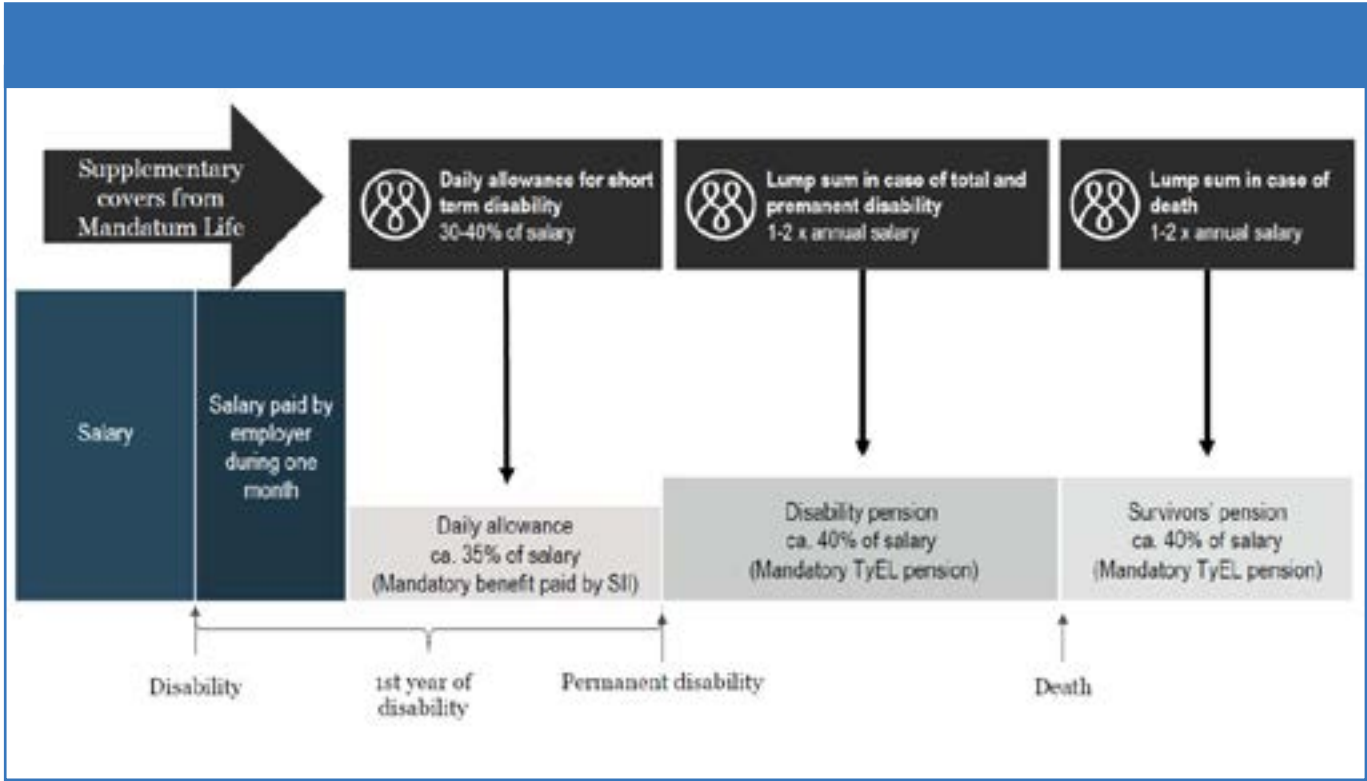 Supplementary
covers from
Mandatum Life
Daily allowance for short
term disability
30-40% of salary
Lump sum in case of total and
premanent disability
1-2 x annual salary
Lump sum in case of
death
1-2 x annual salary
Salary
Salary paid by
employer
during one
month
Daily allowance
ca. 35% of salary
(Mandatory benefit paid by SII)
Disability pension
ca. 40% of salary
(Mandatory TyEL pension)
Survivors' pension
ca. 40% of salary
(Mandatory TyEL pension)
Disability
1st year of
disability
Permanent disability
Death